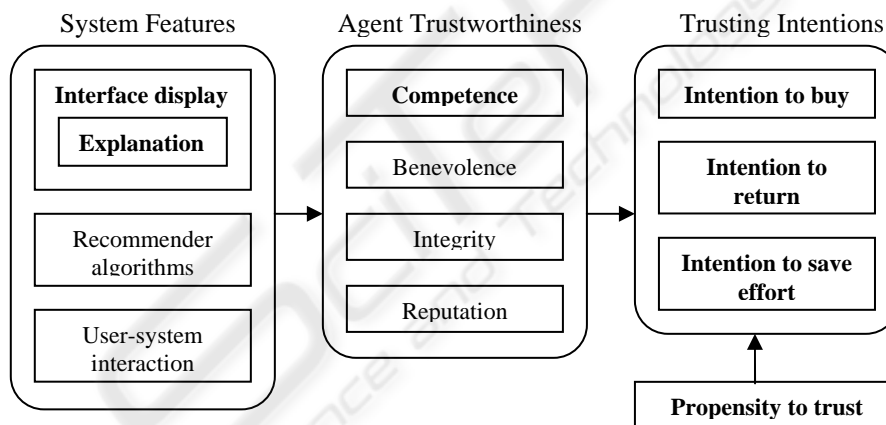 System Features
Agent Trustworthiness
Trusting Intentions
Interface display
Explanation
Recommender
algorithms
User-system
interaction
Competence
Benevolence
Integrity
Reputation
Intention to buy
Intention to
return
Intention to save
effort
Propensity to trust